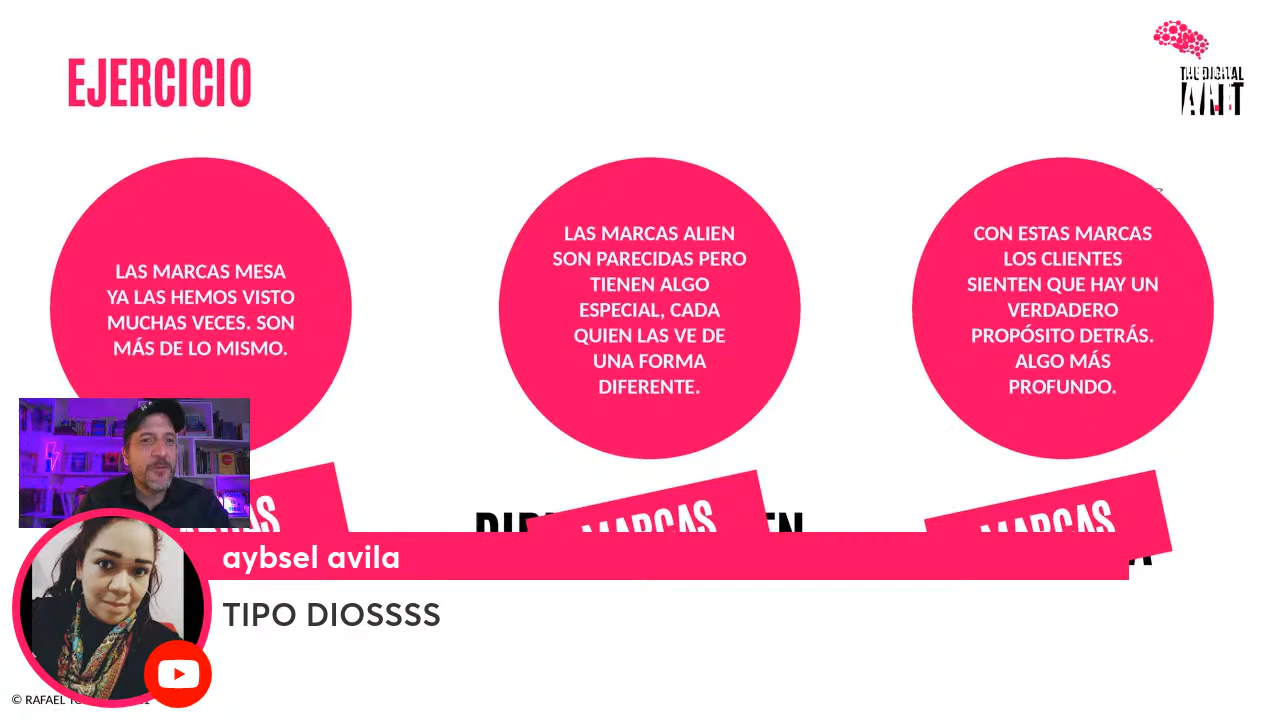 EJERCICIO
THE DIGITAL
LAS MARCAS MESA
YA LAS HEMOS VISTO
MUCHAS VECES. SON
MÁS DE LO MISMO.
LAS MARCAS ALIEN
SON PARECIDAS PERO
TIENEN ALGO
ESPECIAL, CADA
QUIEN LAS VE DE
UNA FORMA
DIFERENTE.
CON ESTAS MARCAS
LOS CLIENTES
SIENTEN QUE HAY UN
VERDADERO
PROPÓSITO DETRÁS.
ALGO MÁS
PROFUNDO.
MARCAS
MARCAS
aybsel avila
TIPO DIOSSSS
© RAFAEL